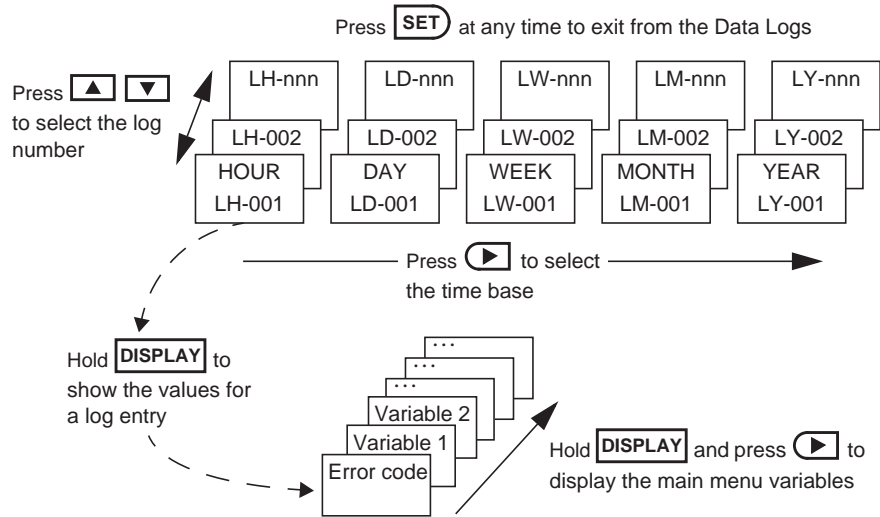 Press SET at any time to exit from the Data Logs
Press ▲ ▼
to select the log
number
LH-nnn LD-nnn LW-nnn LM-nnn LY-nnn
LH-002 LD-002 LW-002 LM-002 LY-002
HOUR DAY WEEK MONTH YEAR
LH-001 LD-001 LW-001 LM-001 LY-001
Press ▶ to select
the time base
Hold DISPLAY to
show the values for
a log entry
...
...
...
Variable 2
Variable 1
Error code
Hold DISPLAY and press ▶ to
display the main menu variables